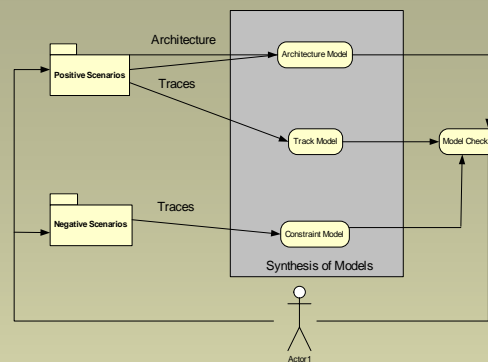 Architecture
Positive Scenarios
Architecture Model
Traces
Track Model
Model Check
Negative Scenarios
Traces
Constraint Model
Synthesis of Models
Actor1